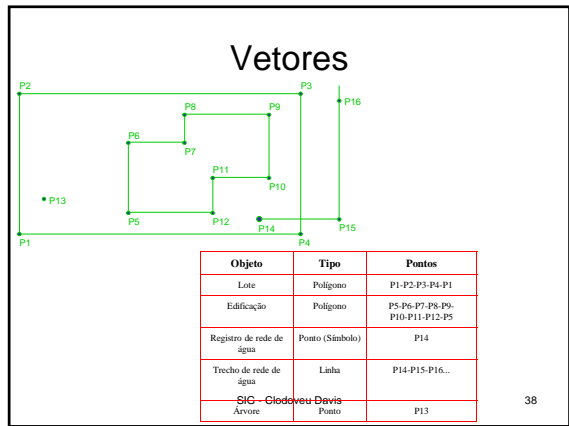 Vetores
P2
P3
P16
P8
P9
P6
P7
P11
P10
P13
P5
P12
P14
P15
P1
P4
Objeto Tipo Pontos
Lote Polígono P1-P2-P3-P4-P1
Edificação Polígono P5-P6-P7-P8-P9-
P10-P11-P12-P5
Registro de rede de
água Ponto (Símbolo) P14
Trecho de rede de
água Linha P14-P15-P16...
SIG - Clodoveu Davis 38
Árvore Ponto P13